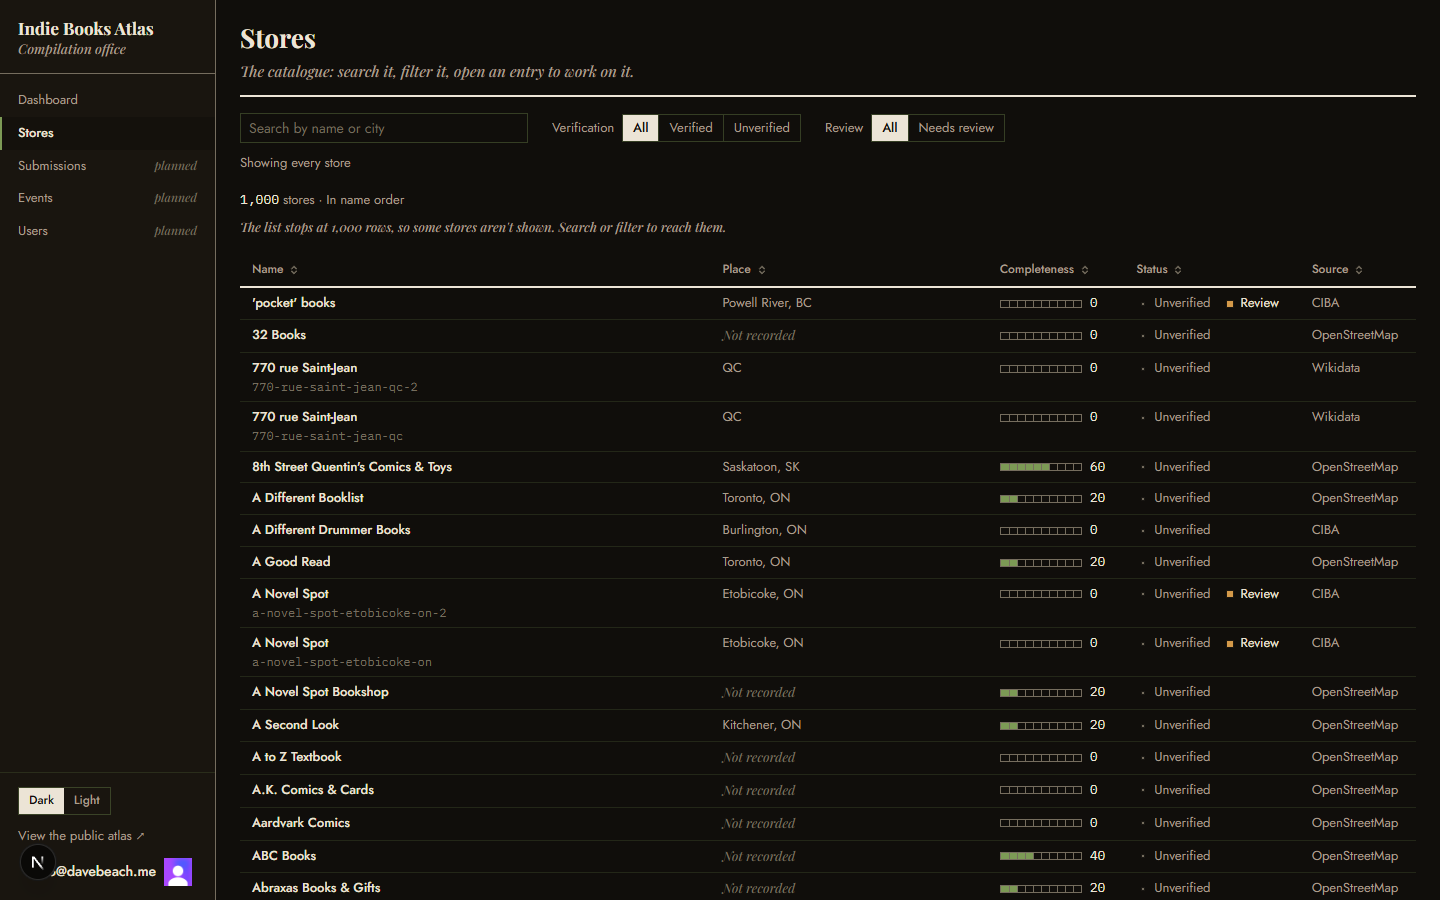 Indie Books Atlas
Compilation office
Dashboard
Stores
Submissions planned
Events planned
Users planned
Dark Light
View the public atlas ↗
N @davebeach.me
Stores
The catalogue: search it, filter it, open an entry to work on it.
Search by name or city Verification All Verified Unverified Review All Needs review
Showing every store
1,000 stores · In name order
The list stops at 1,000 rows, so some stores aren't shown. Search or filter to reach them.
Name Place Completeness Status Source
'pocket' books Powell River, BC 0 · Unverified Review CIBA
32 Books Not recorded 0 · Unverified OpenStreetMap
770 rue Saint-Jean QC 0 · Unverified Wikidata
770-rue-saint-jean-qc-2
770 rue Saint-Jean QC 0 · Unverified Wikidata
770-rue-saint-jean-qc
8th Street Quentin's Comics & Toys Saskatoon, SK 60 · Unverified OpenStreetMap
A Different Booklist Toronto, ON 20 · Unverified OpenStreetMap
A Different Drummer Books Burlington, ON 0 · Unverified CIBA
A Good Read Toronto, ON 20 · Unverified OpenStreetMap
A Novel Spot Etobicoke, ON 0 · Unverified Review CIBA
a-novel-spot-etobicoke-on-2
A Novel Spot Etobicoke, ON 0 · Unverified Review CIBA
a-novel-spot-etobicoke-on
A Novel Spot Bookshop Not recorded 20 · Unverified OpenStreetMap
A Second Look Kitchener, ON 20 · Unverified OpenStreetMap
A to Z Textbook Not recorded 0 · Unverified OpenStreetMap
A.K. Comics & Cards Not recorded 0 · Unverified OpenStreetMap
Aardvark Comics Not recorded 0 · Unverified OpenStreetMap
ABC Books Not recorded 40 · Unverified OpenStreetMap
Abraxas Books & Gifts Not recorded 20 · Unverified OpenStreetMap